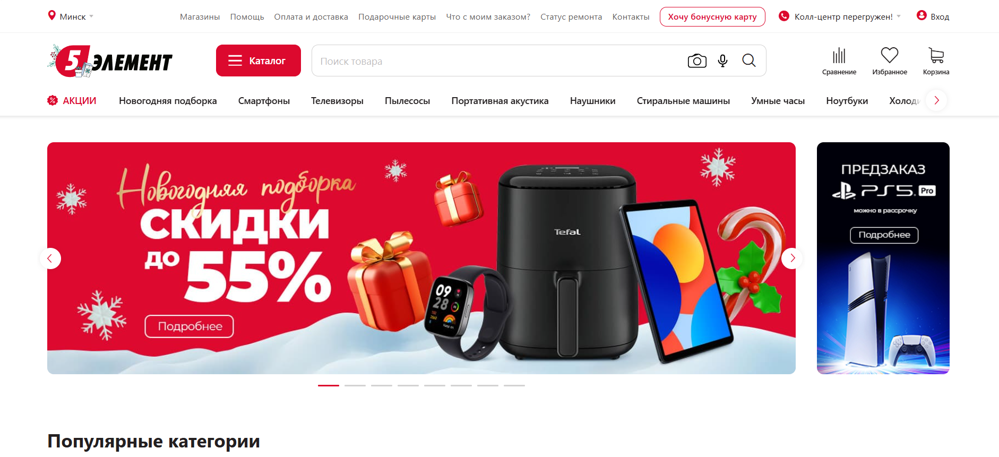 Минск
Магазины Помощь Оплата и доставка Подарочные карты Что с моим заказом? Статус ремонта Контакты Хочу бонусную карту Колл-центр перегружен! Вход
5 ЭЛЕМЕНТ
Каталог
Поиск товара
Сравнение Избранное Корзина
АКЦИИ Новогодняя подборка Смартфоны Телевизоры Пылесосы Портативная акустика Наушники Стиральные машины Умные часы Ноутбуки Холоди
Новогодняя подборка
СКИДКИ
до 55%
Подробнее
Tefal
09
28
ПРЕДЗАКАЗ
PS5 Pro
можно в рассрочку
Подробнее
Популярные категории